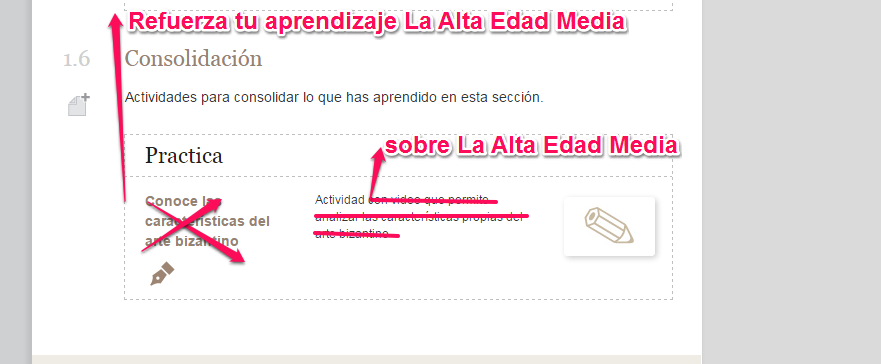 Refuerza tu aprendizaje La Alta Edad Media
1.6 Consolidación
Actividades para consolidar lo que has aprendido en esta sección.
sobre La Alta Edad Media
Practica
Conoce las
características del
arte bizantino
Actividad con video que permite
analizar las características propias del
arte bizantino